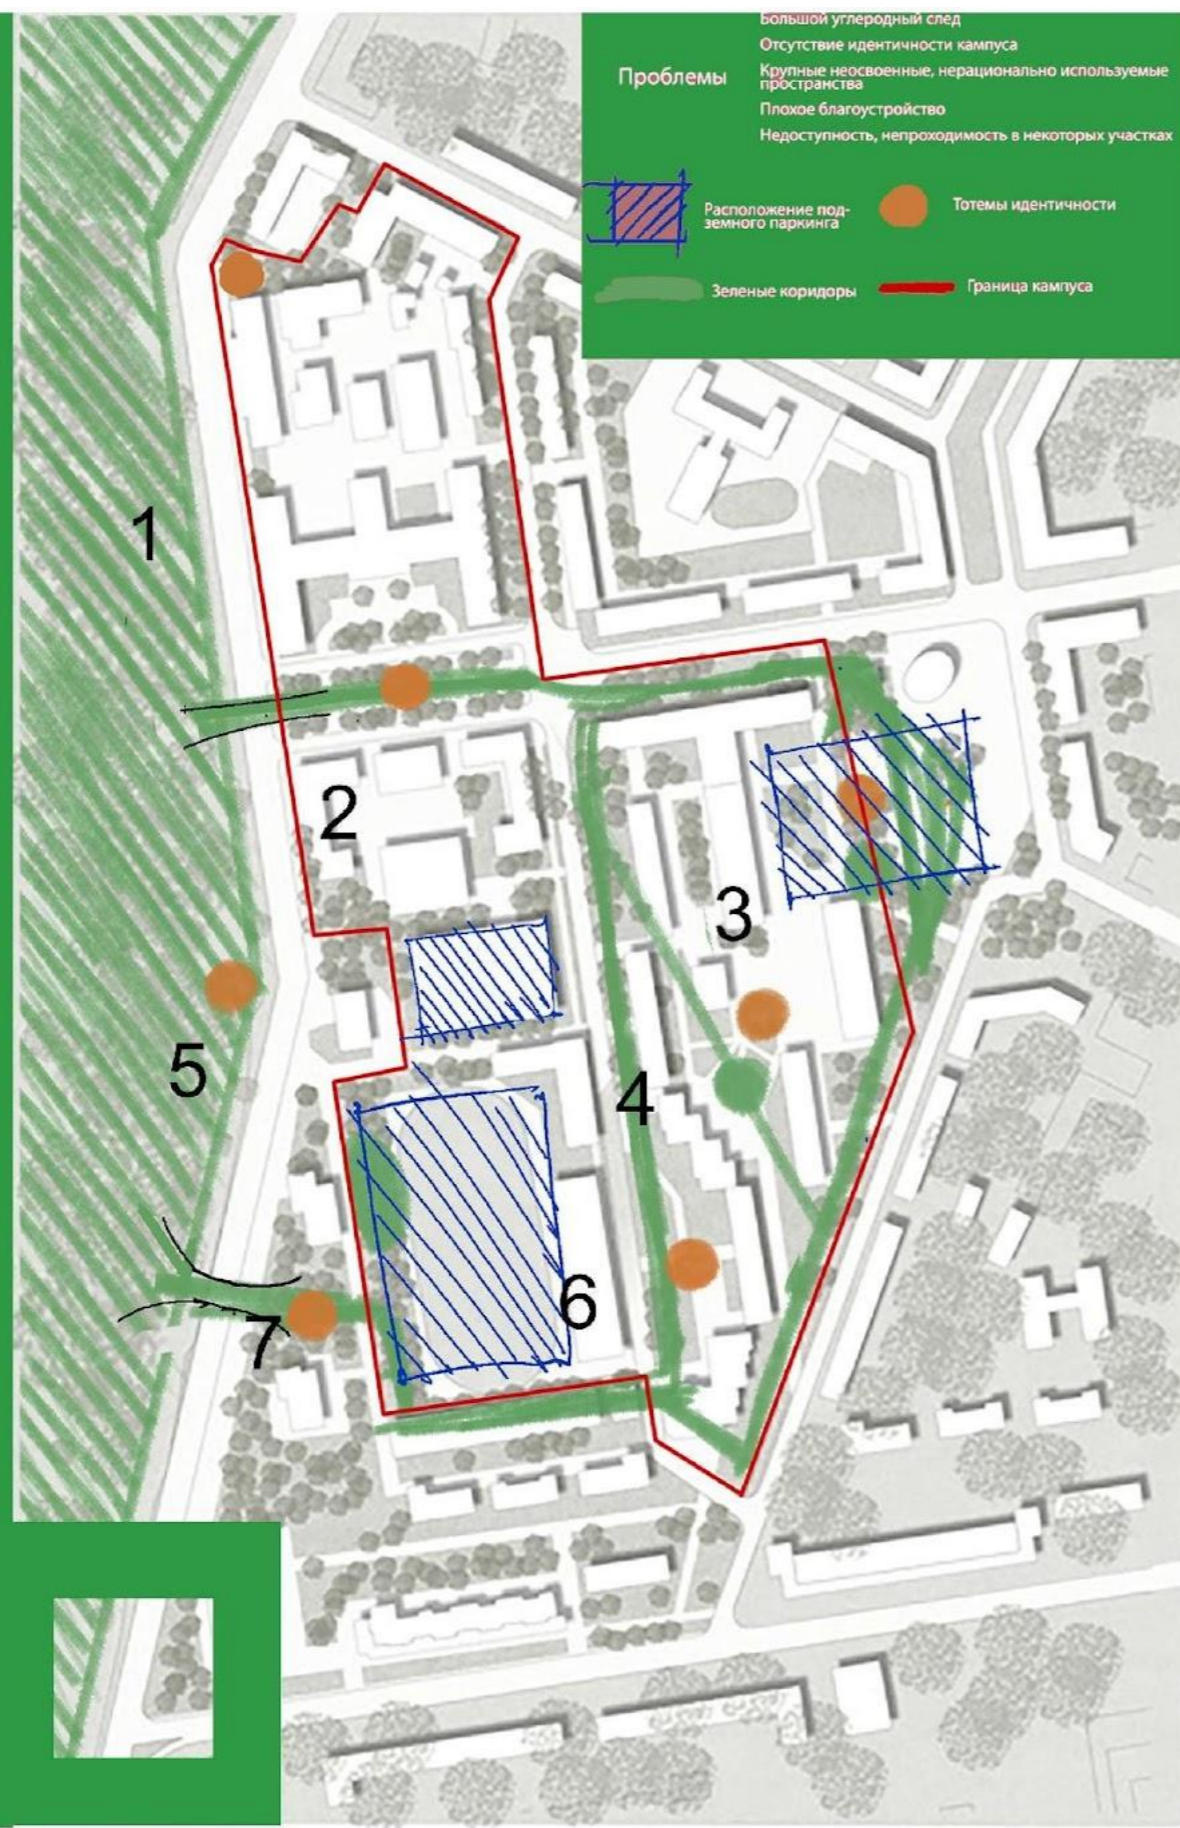 Большой углеродный след
Отсутствие идентичности кампуса
Проблемы
Крупные неосвоенные, нерационально используемые
пространства
Плохое благоустройство
Недоступность, непроходимость в некоторых участках
Расположение под-
земного паркинга
Тотемы идентичности
Зеленые коридоры
Граница кампуса
1
2
3
4
5
6
7